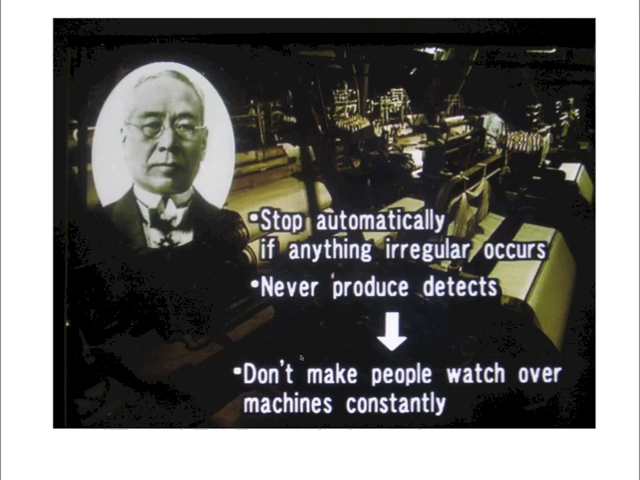 •Stop automatically
if anything irregular occurs
•Never produce detects
•Don't make people watch over
machines constantly